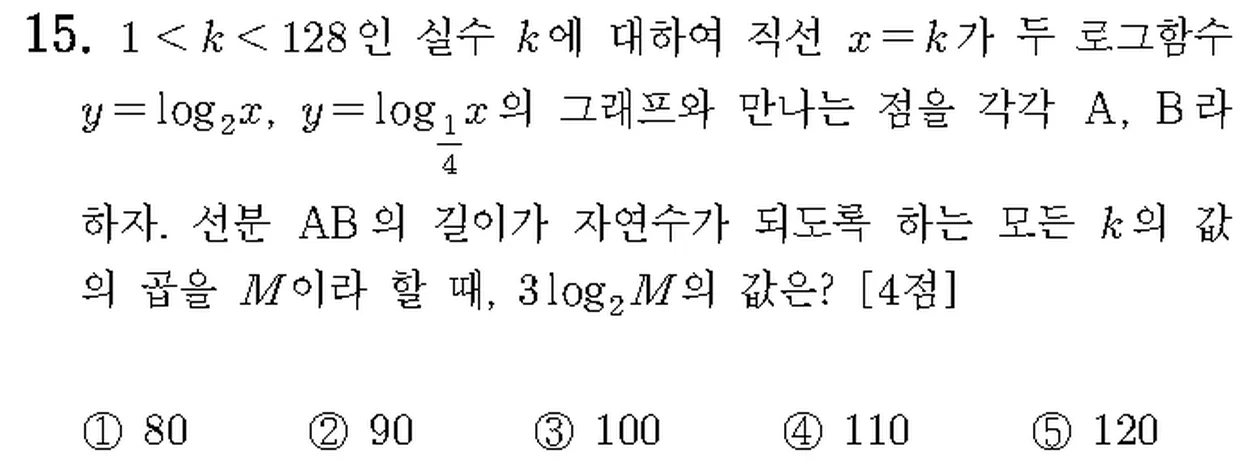 15. 1 < k < 128인 실수 k에 대하여 직선 x = k가 두 로그함수
y = log₂x, y = log_{1/4}x의 그래프와 만나는 점을 각각 A, B라
하자. 선분 AB의 길이가 자연수가 되도록 하는 모든 k의 값
의 곱을 M이라 할 때, 3log₂M의 값은? [4점]
① 80 ② 90 ③ 100 ④ 110 ⑤ 120